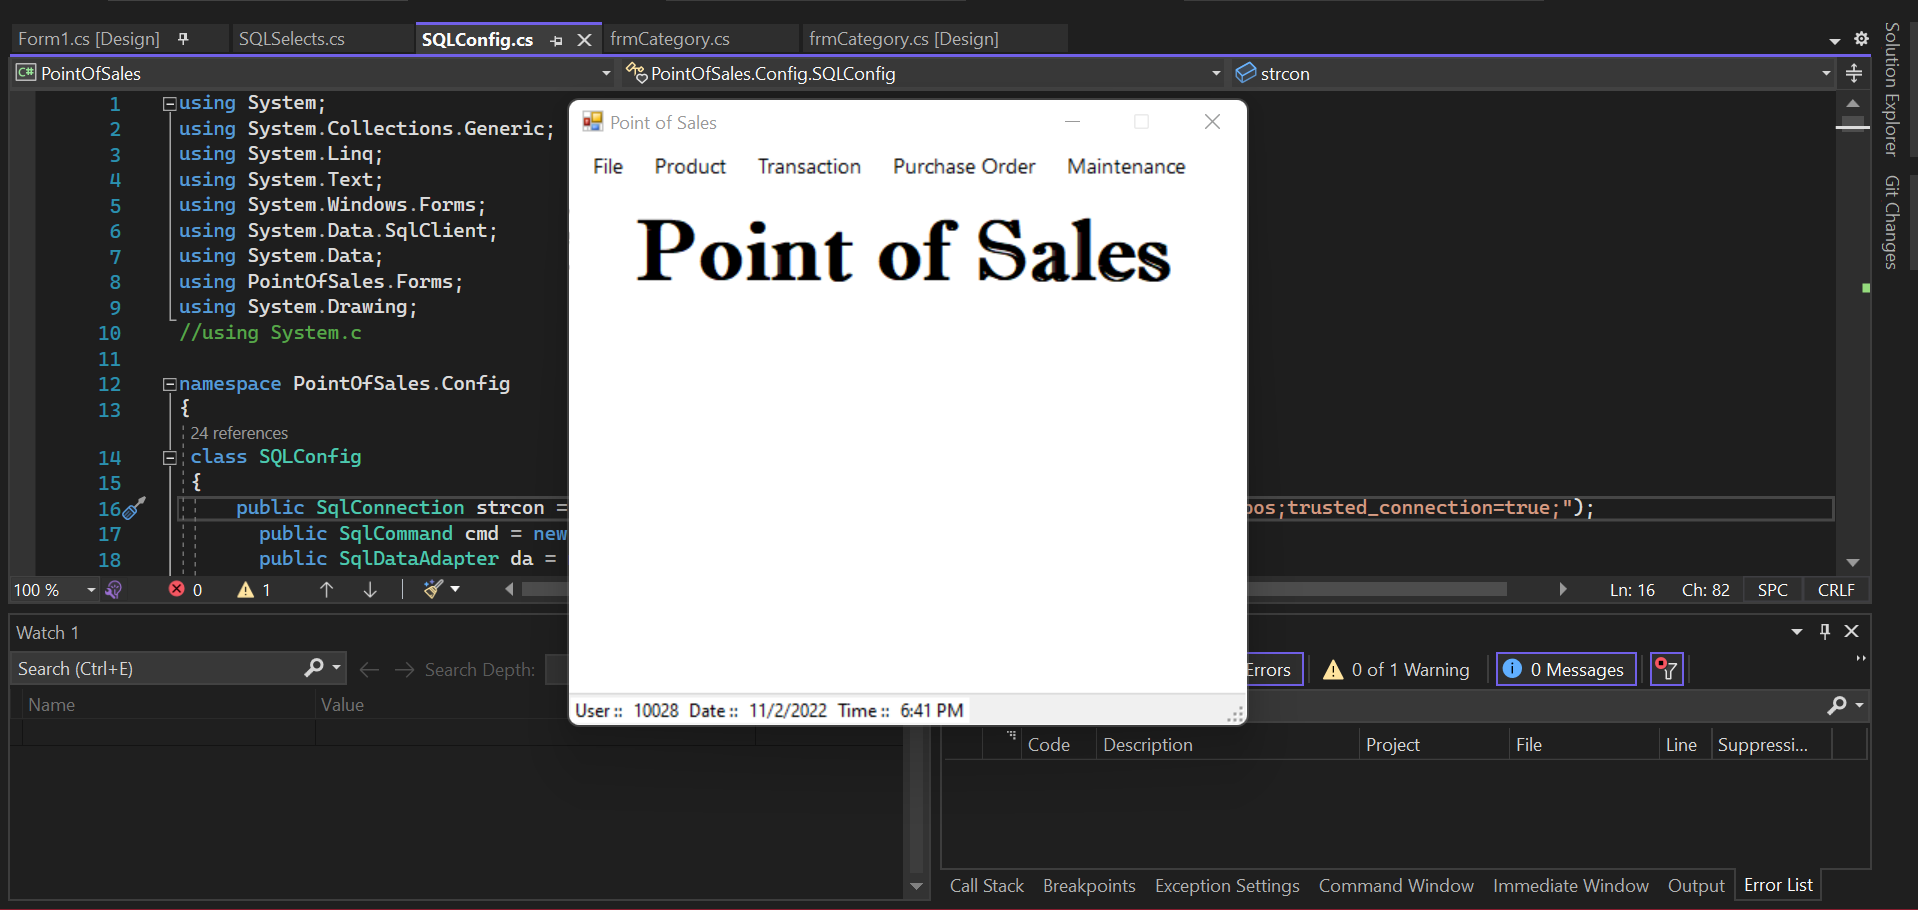 Form1.cs [Design]
SQLSelects.cs
SQLConfig.cs
frmCategory.cs
frmCategory.cs [Design]
PointOfSales
PointOfSales.Config.SQLConfig
strcon
Solution Explorer
Git Changes
1 using System;
2 using System.Collections.Generic;
3 using System.Linq;
4 using System.Text;
5 using System.Windows.Forms;
6 using System.Data.SqlClient;
7 using System.Data;
8 using PointOfSales.Forms;
9 using System.Drawing;
10 //using System.c
11
12 namespace PointOfSales.Config
13 {
24 references
14 class SQLConfig
15 {
16 public SqlConnection strcon = pos;trusted_connection=true;");
17 public SqlCommand cmd = new
18 public SqlDataAdapter da =
Point of Sales
File Product Transaction Purchase Order Maintenance
Point of Sales
User :: 10028 Date :: 11/2/2022 Time :: 6:41 PM
100 %
0
1
Ln: 16 Ch: 82 SPC CRLF
Watch 1
Search (Ctrl+E)
Search Depth:
Name Value
Errors
0 of 1 Warning
0 Messages
Code Description Project File Line Suppressi...
Call Stack Breakpoints Exception Settings Command Window Immediate Window Output Error List